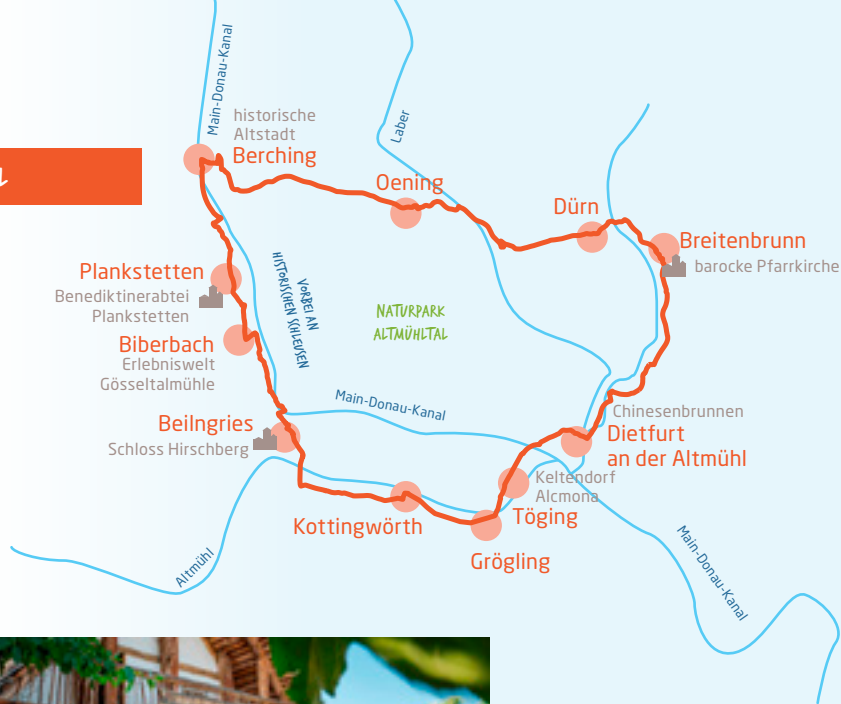 Main-Donau-Kanal
historische
Altstadt
Berching
Laber
Oening
Dürn
Breitenbrunn
barocke Pfarrkirche
Plankstetten
Benediktinerabtei
Plankstetten
VORBEI AN
HISTORISCHEN SCHLEUSEN
NATURPARK
ALTMÜHLTAL
Biberbach
Erlebniswelt
Gösseltalmühle
Main-Donau-Kanal
Beilngries
Schloss Hirschberg
Chinesenbrunnen
Dietfurt
an der Altmühl
Keltendorf
Alcmona
Töging
Kottingwörth
Grögling
Altmühl
Main-Donau-Kanal